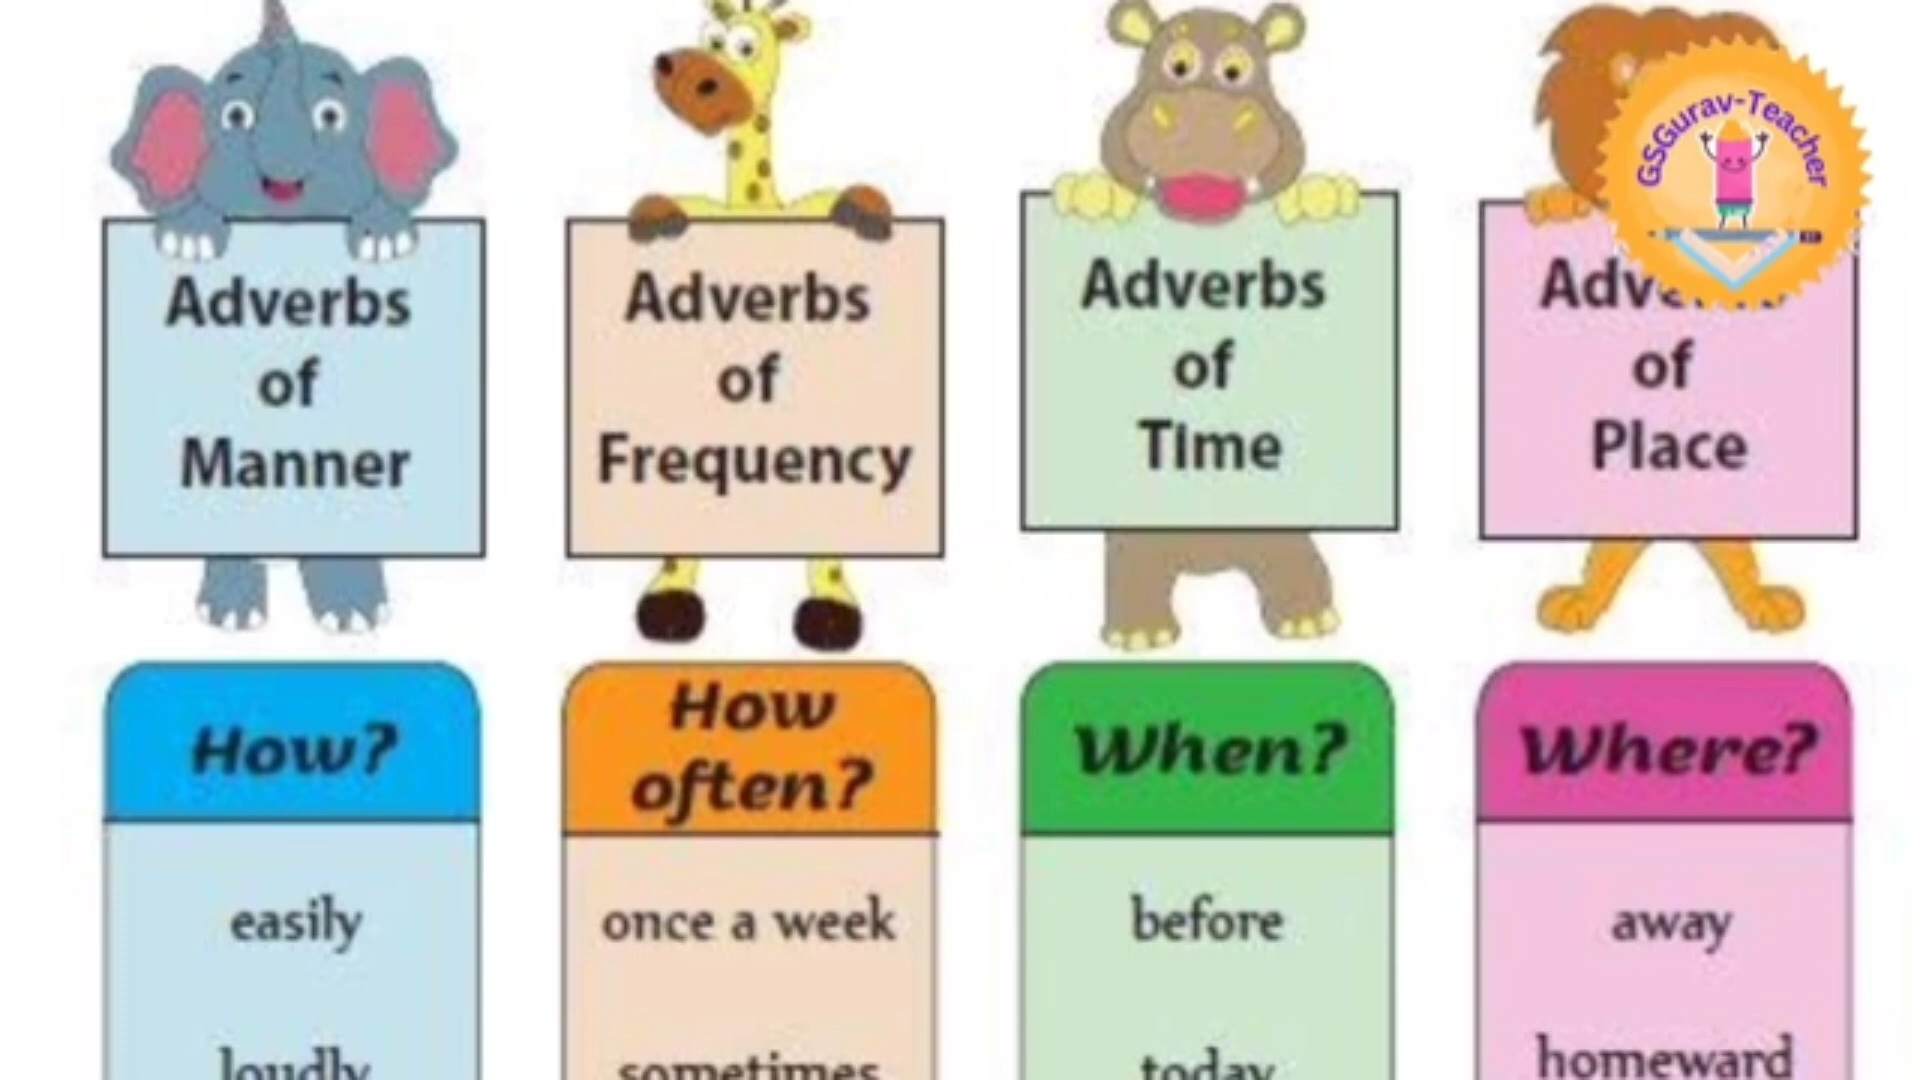 Adverbs
of
Manner
How?
easily
loudly
Adverbs
of
Frequency
How
often?
once a week
sometimes
Adverbs
of
Time
When?
before
today
GSGurav-Teacher
of
Place
Where?
away
homeward